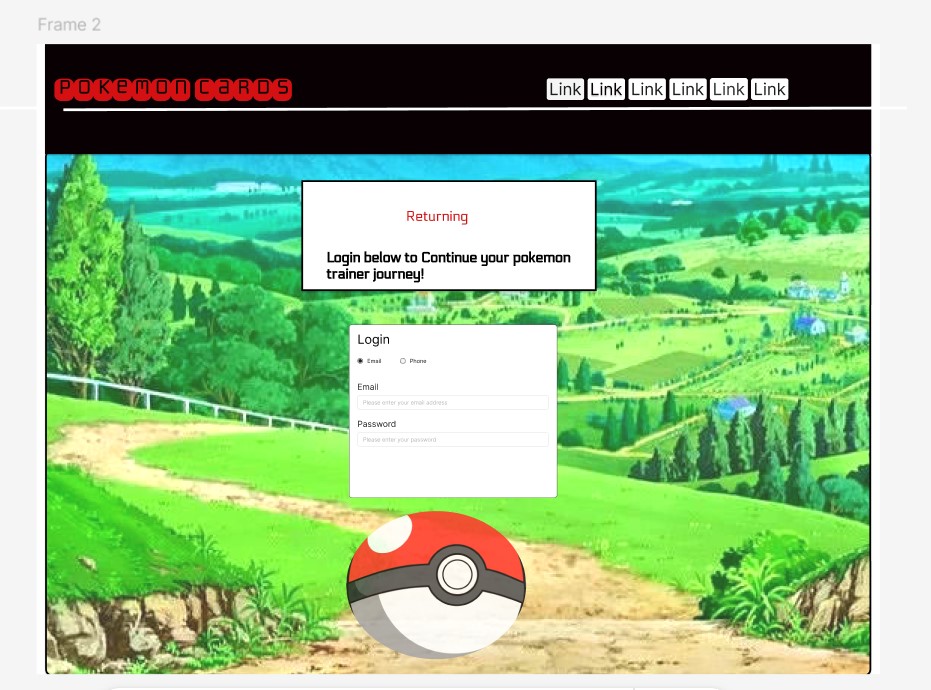 Frame 2
POKeMON CaRDS
Link Link Link Link Link Link
Returning
Login below to Continue your pokemon
trainer journey!
Login
Email Phone
Email
Please enter your email address
Password
Please enter your password